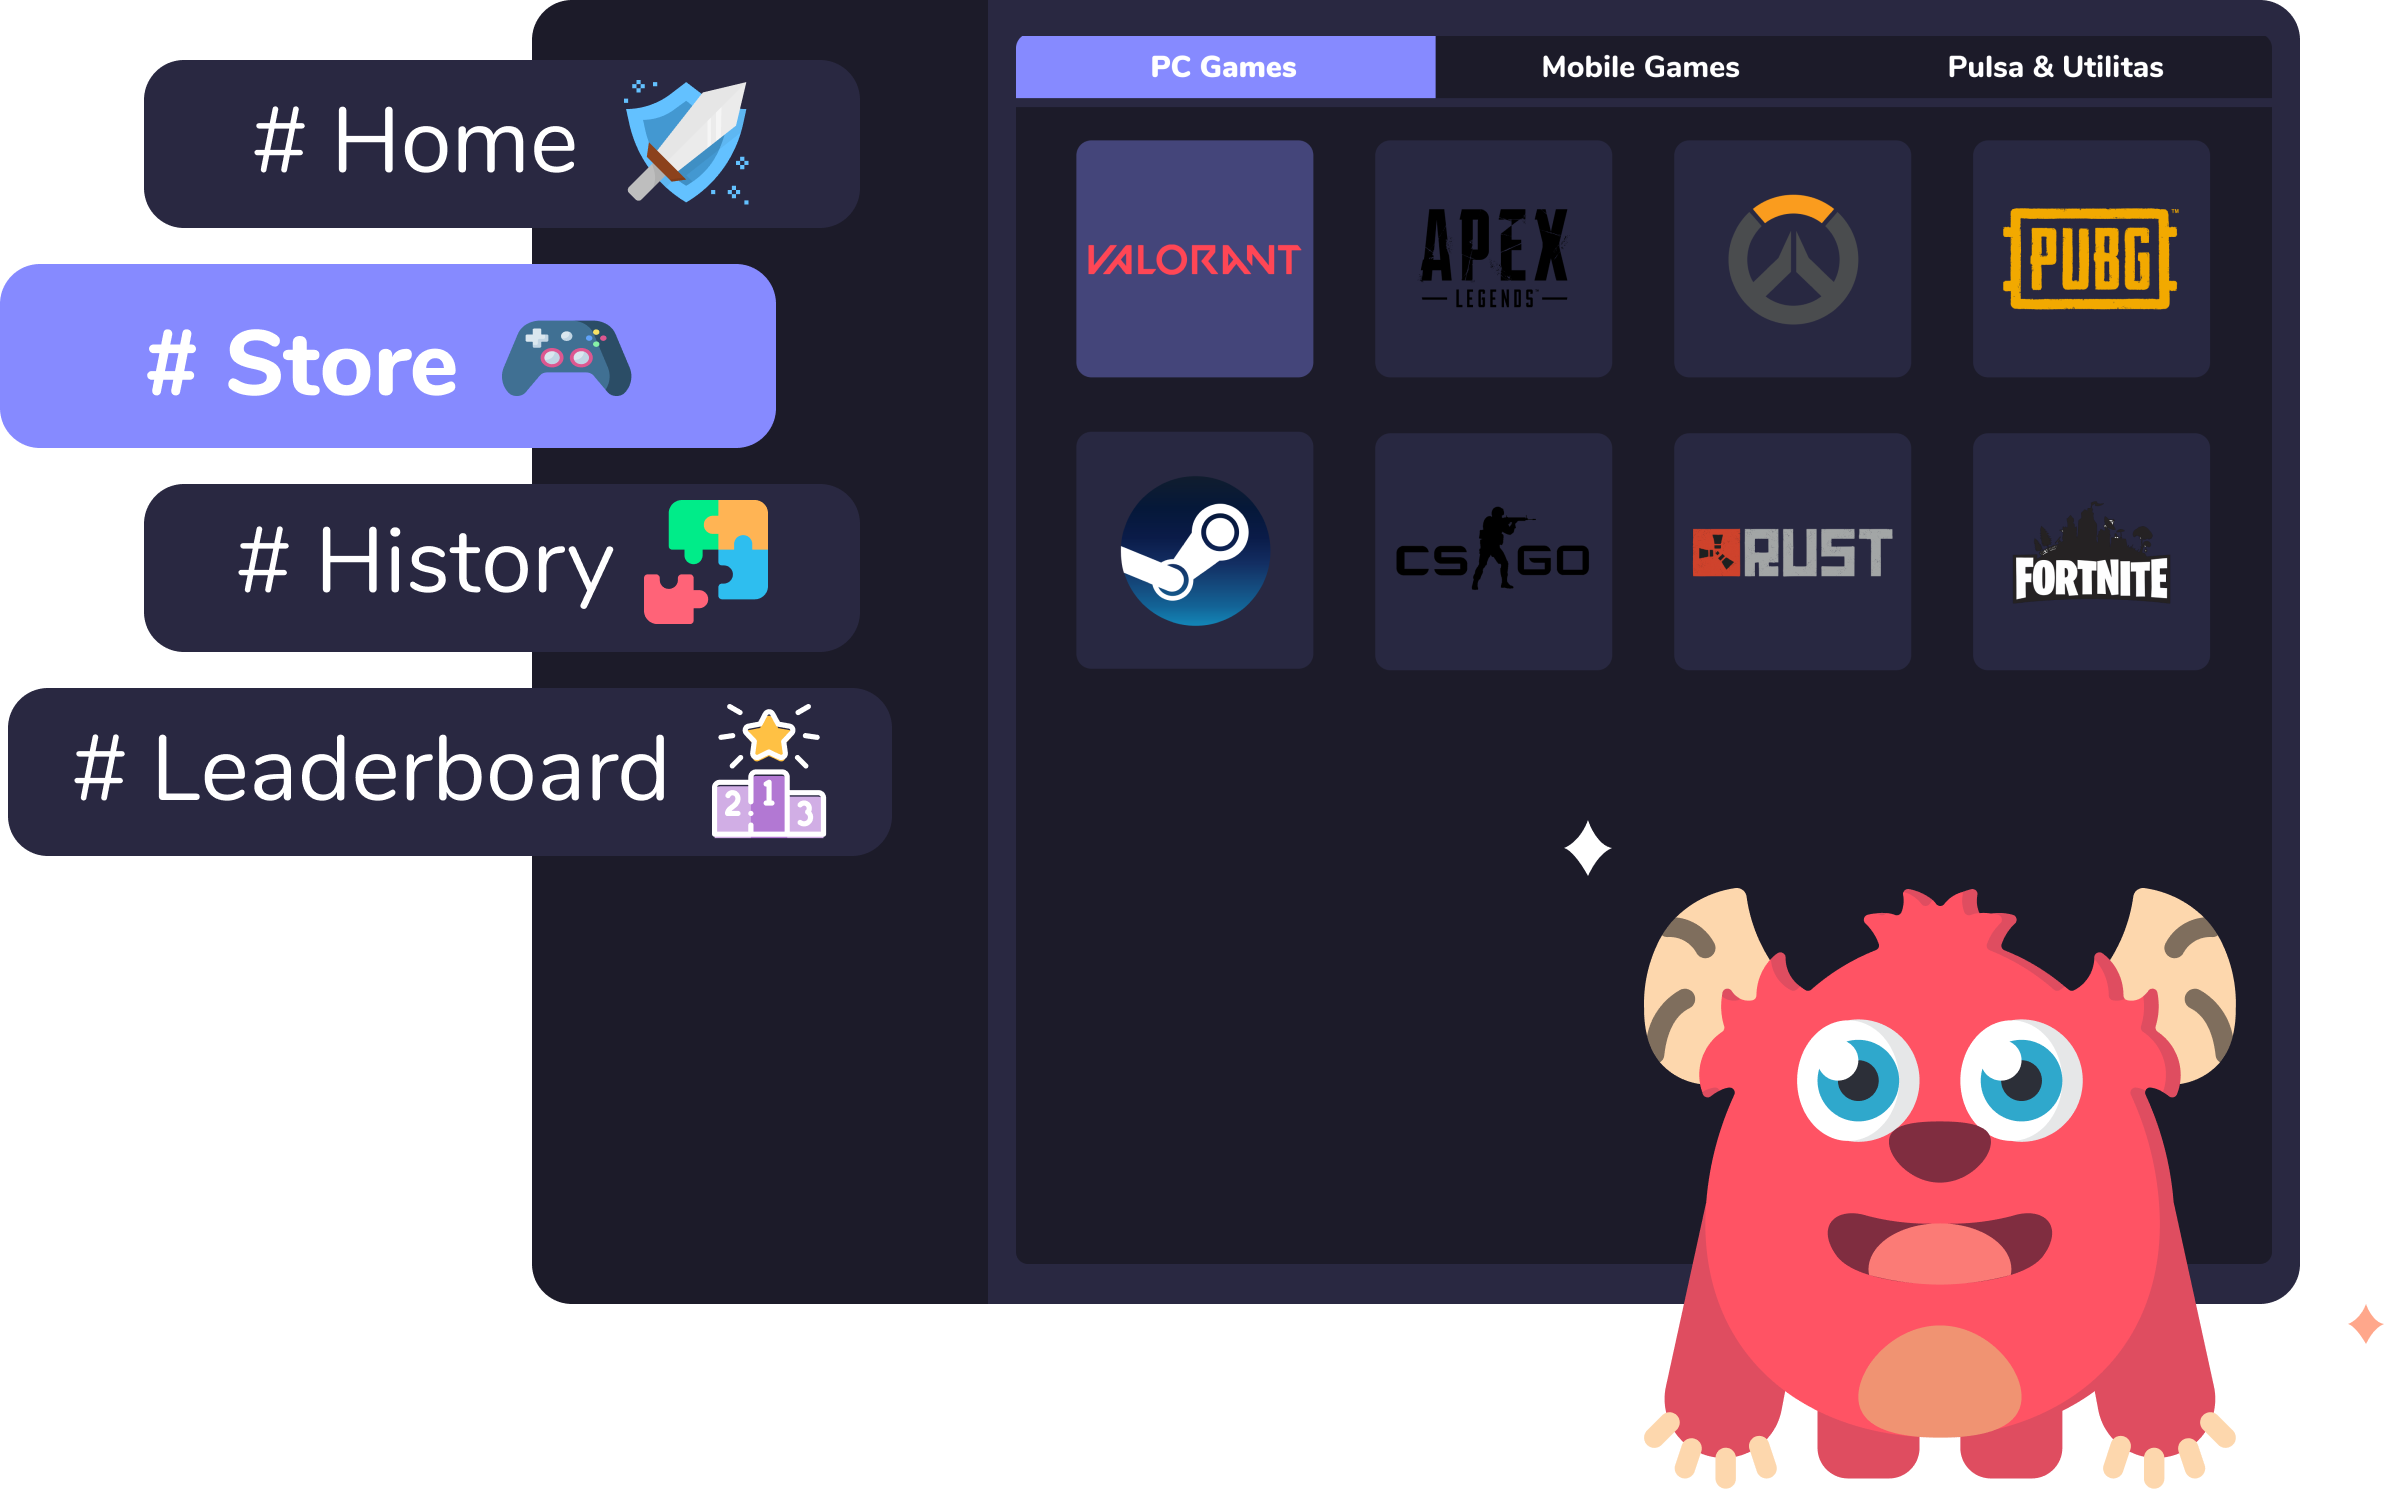 # Home
# Store
# History
# Leaderboard
2 1 3
PC Games
Mobile Games
Pulsa & Utilitas
VALORANT
APEX
LEGENDS
PUBG
TM
CS GO
RUST
FORTNITE